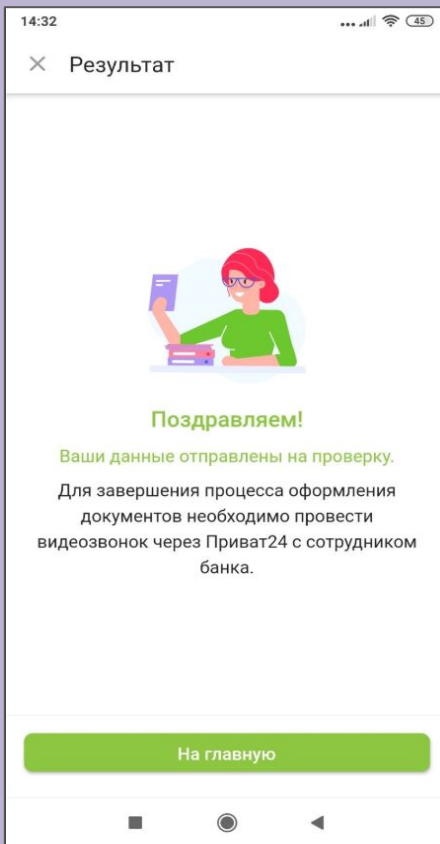 14:32
45
Результат
Поздравляем!
Ваши данные отправлены на проверку.
Для завершения процесса оформления
документов необходимо провести
видеозвонок через Приват24 с сотрудником
банка.
На главную